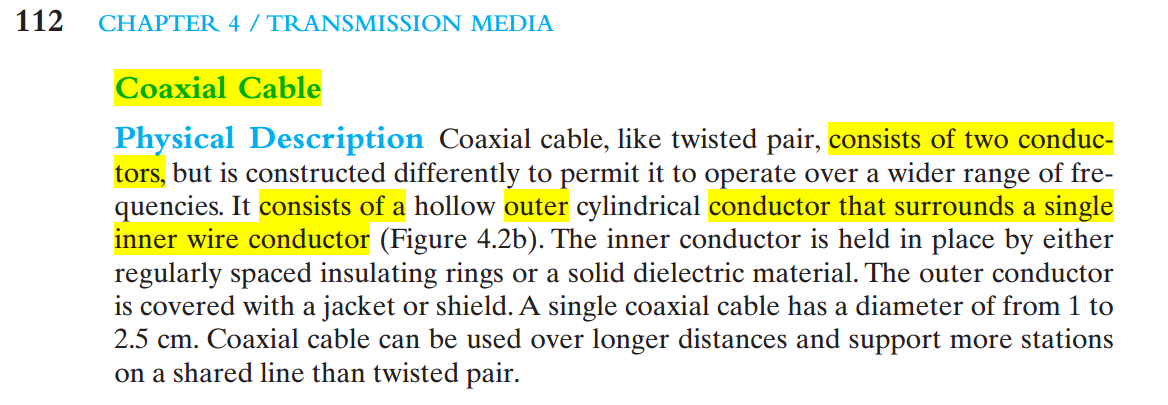 112 CHAPTER 4 / TRANSMISSION MEDIA
Coaxial Cable
Physical Description Coaxial cable, like twisted pair, consists of two conduc-
tors, but is constructed differently to permit it to operate over a wider range of fre-
quencies. It consists of a hollow outer cylindrical conductor that surrounds a single
inner wire conductor (Figure 4.2b). The inner conductor is held in place by either
regularly spaced insulating rings or a solid dielectric material. The outer conductor
is covered with a jacket or shield. A single coaxial cable has a diameter of from 1 to
2.5 cm. Coaxial cable can be used over longer distances and support more stations
on a shared line than twisted pair.